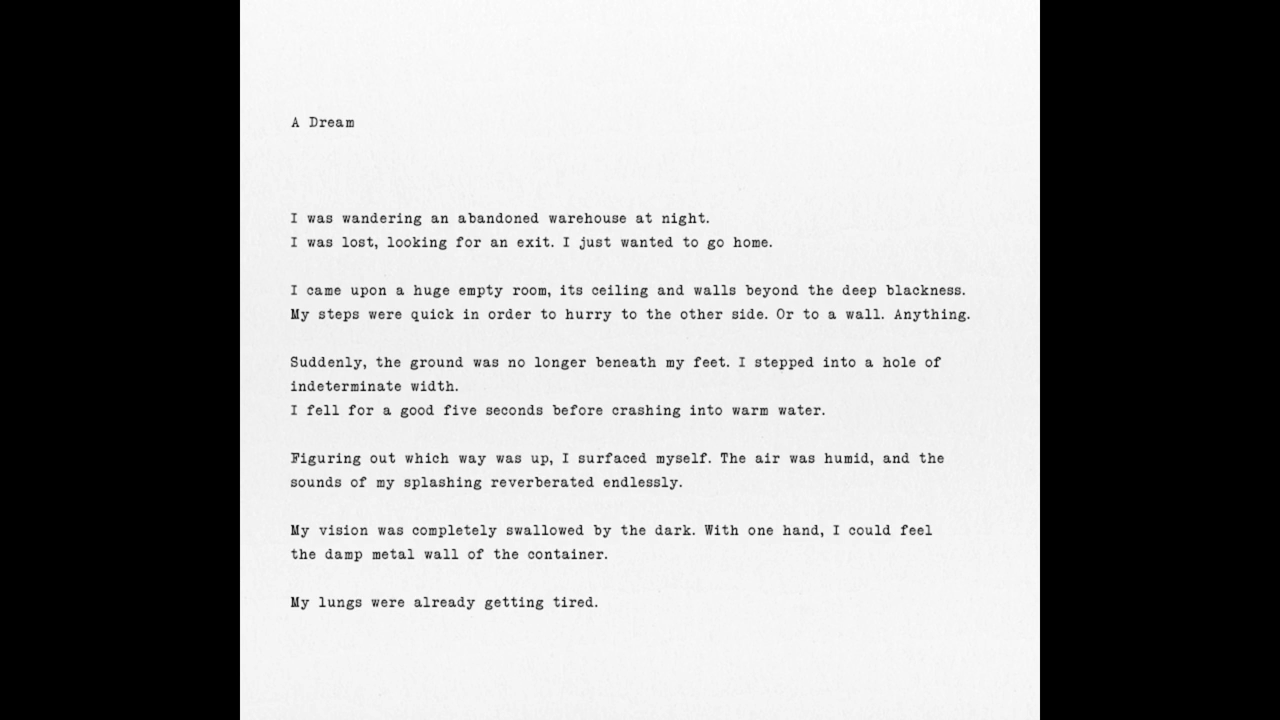 A Dream
I was wandering an abandoned warehouse at night.
I was lost, looking for an exit. I just wanted to go home.
I came upon a huge empty room, its ceiling and walls beyond the deep blackness.
My steps were quick in order to hurry to the other side. Or to a wall. Anything.
Suddenly, the ground was no longer beneath my feet. I stepped into a hole of
indeterminate width.
I fell for a good five seconds before crashing into warm water.
Figuring out which way was up, I surfaced myself. The air was humid, and the
sounds of my splashing reverberated endlessly.
My vision was completely swallowed by the dark. With one hand, I could feel
the damp metal wall of the container.
My lungs were already getting tired.